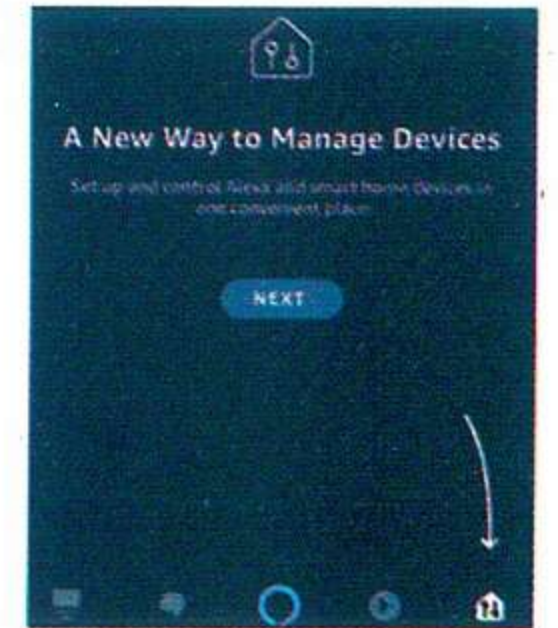 A New Way to Manage Devices
Set up and control Alexa and smart home devices in
one convenient place
NEXT